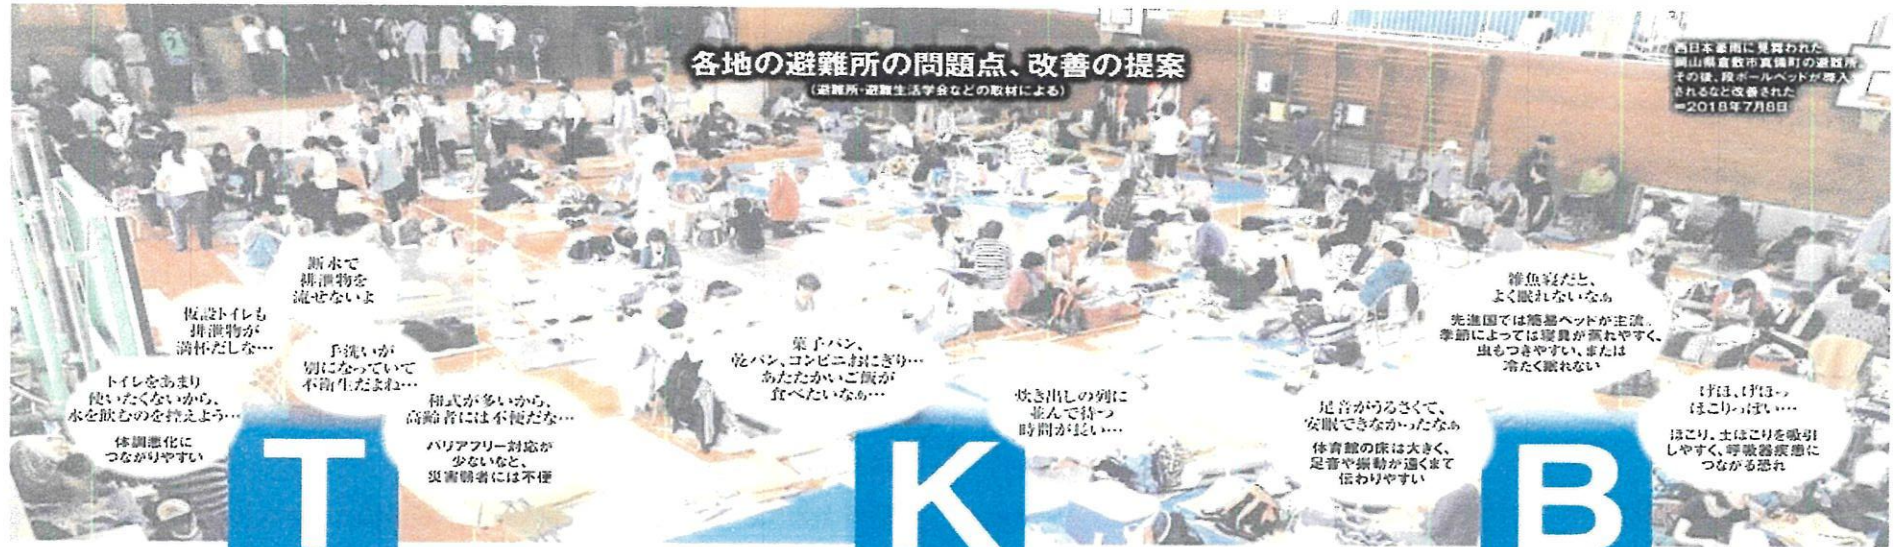 各地の避難所の問題点、改善の提案
(避難所・避難生活学会などの取材による)
西日本豪雨に見舞われた
岡山県倉敷市真備町の避難所。
その後、段ボールベッドが導入
されるなど改善された
=2018年7月8日
断水で
排泄物を
流せないよ
仮設トイレも
排泄物が
満杯だしな…
手洗いが
別になっていて
不衛生だよね…
トイレをあまり
使いたくないから、
水を飲むのを控えよう…
体調悪化に
つながりやすい
和式が多いから、
高齢者には不便だな…
バリアフリー対応が
少ないなど、
災害弱者には不便
T
菓子パン、
乾パン、コンビニおにぎり…
あたたかいご飯が
食べたいなぁ…
炊き出しの列に
並んで待つ
時間が長い…
K
雑魚寝だと、
よく眠れないなぁ
先進国では簡易ベッドが主流。
季節によっては寝具が蒸れやすく、
虫もつきやすい、または
冷たく眠れない
足音がうるさくて、
安眠できなかったなぁ
体育館の床は大きく、
足音や振動が遠くまで
伝わりやすい
げほ、げほっ
ほこりっぽい…
ほこり、土ぼこりを吸引
しやすく、呼吸器疾患に
つながる恐れ
B